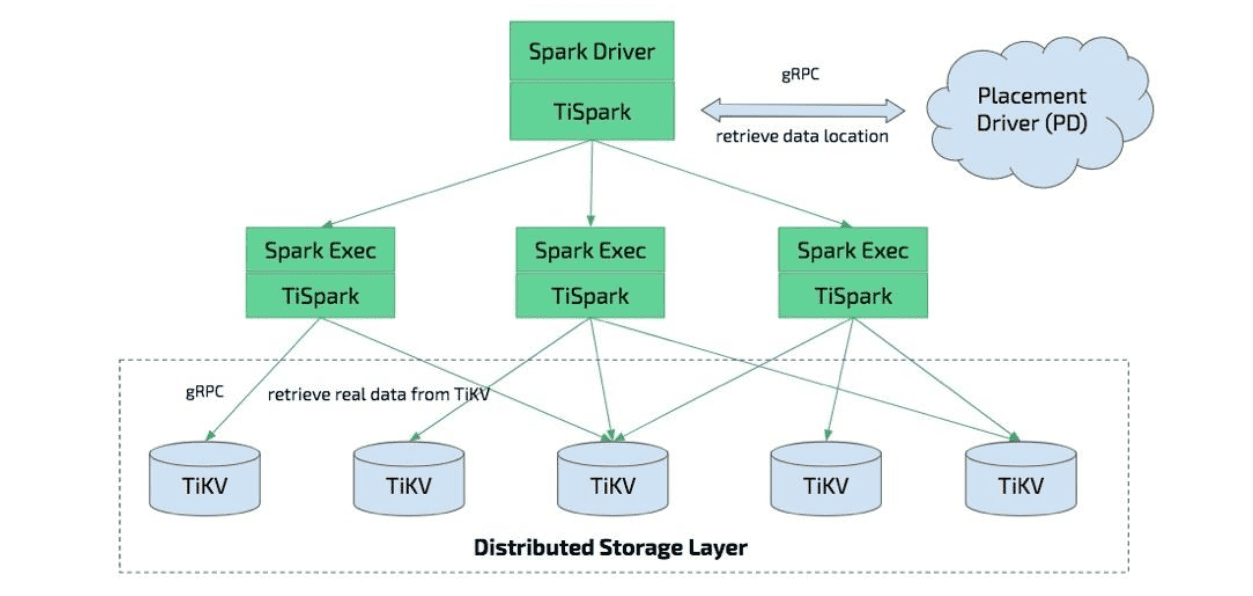 Spark Driver
TiSpark
gRPC
retrieve data location
Placement
Driver (PD)
Spark Exec
TiSpark
Spark Exec
TiSpark
Spark Exec
TiSpark
gRPC
retrieve real data from TiKV
TiKV
TiKV
TiKV
TiKV
TiKV
Distributed Storage Layer